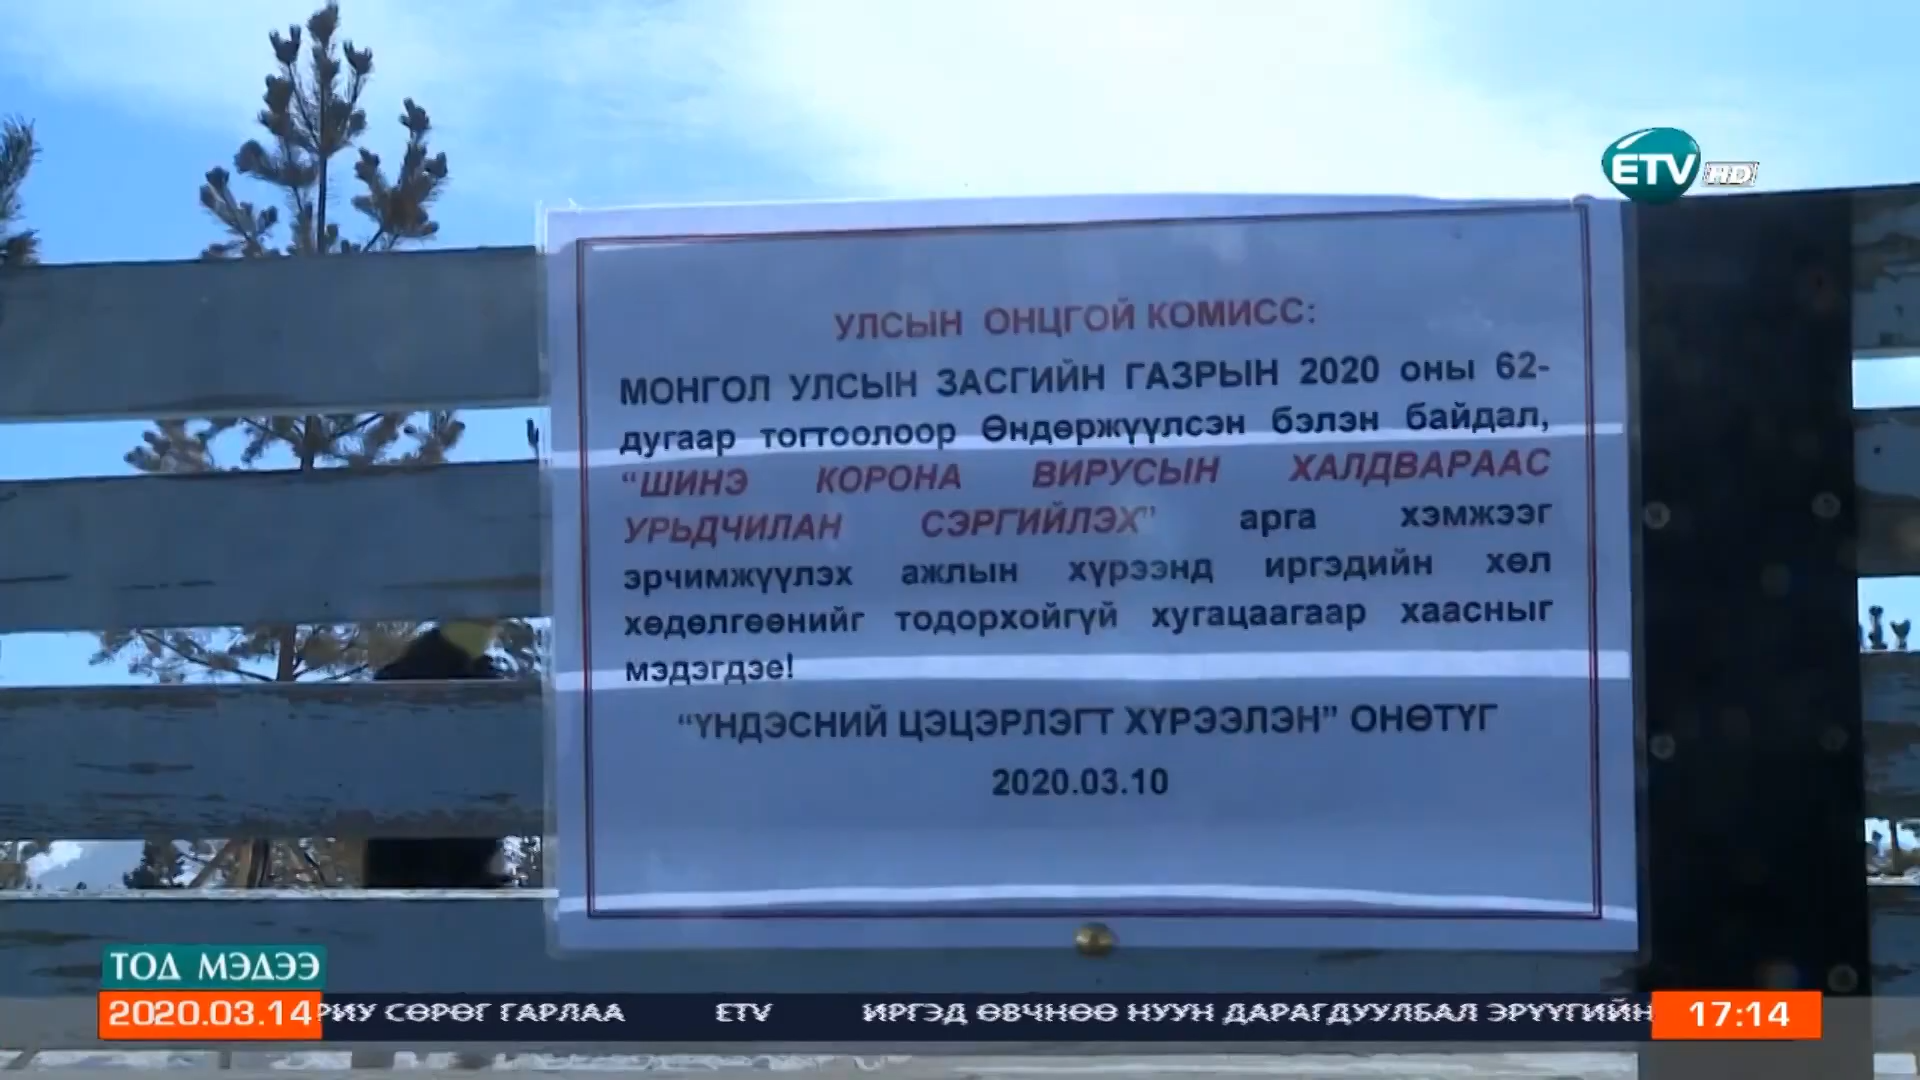 ETV HD
УЛСЫН ОНЦГОЙ КОМИСС:
МОНГОЛ УЛСЫН ЗАСГИЙН ГАЗРЫН 2020 оны 62-
дугаар тогтоолоор Өндөржүүлсэн бэлэн байдал,
“ШИНЭ КОРОНА ВИРУСЫН ХАЛДВАРААС
УРЬДЧИЛАН СЭРГИЙЛЭХ” арга хэмжээг
эрчимжүүлэх ажлын хүрээнд иргэдийн хөл
хөдөлгөөнийг тодорхойгүй хугацаагаар хаасныг
мэдэгдэе!
“ҮНДЭСНИЙ ЦЭЦЭРЛЭГТ ХҮРЭЭЛЭН” ОНӨТҮГ
2020.03.10
ТОД МЭДЭЭ
2020.03.14 РИУ СӨРӨГ ГАРЛАА ETV ИРГЭД ӨВЧНӨӨ НУУН ДАРАГДУУЛБАЛ ЭРҮҮГИЙН 17:14